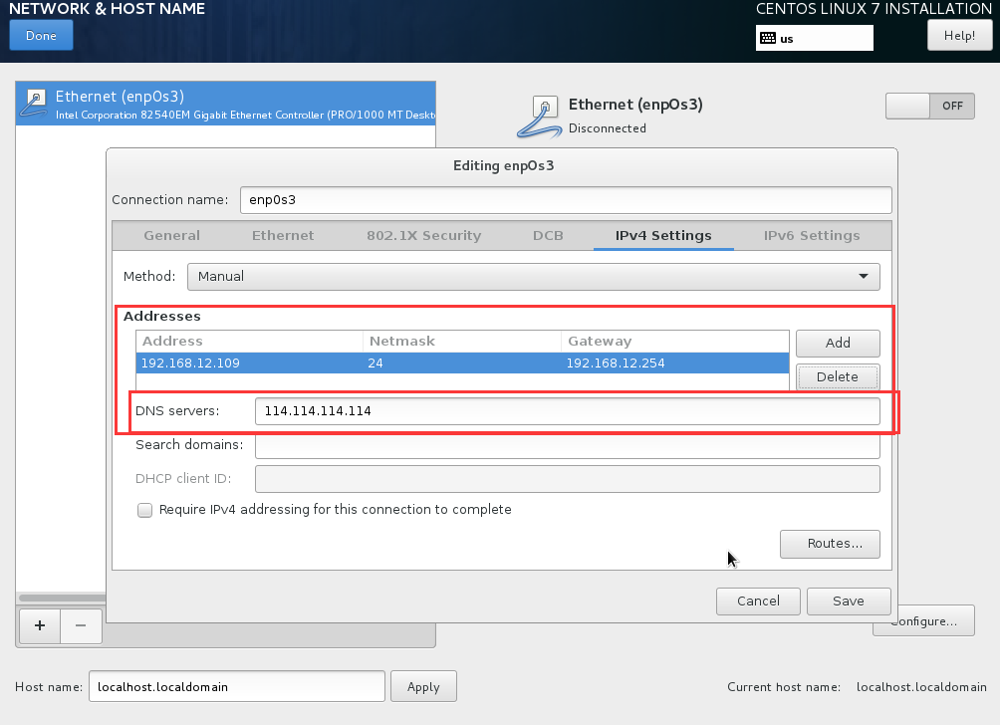 NETWORK & HOST NAME
CENTOS LINUX 7 INSTALLATION
Done
us
Help!
Ethernet (enp0s3)
Intel Corporation 82540EM Gigabit Ethernet Controller (PRO/1000 MT Deskto
Ethernet (enp0s3)
Disconnected
OFF
Editing enp0s3
Connection name: enp0s3
General Ethernet 802.1X Security DCB IPv4 Settings IPv6 Settings
Method: Manual
Addresses
Address Netmask Gateway
192.168.12.109 24 192.168.12.254
Add
Delete
DNS servers: 114.114.114.114
Search domains:
DHCP client ID:
Require IPv4 addressing for this connection to complete
Routes...
Cancel Save
+ −
Configure...
Host name: localhost.localdomain Apply
Current host name: localhost.localdomain